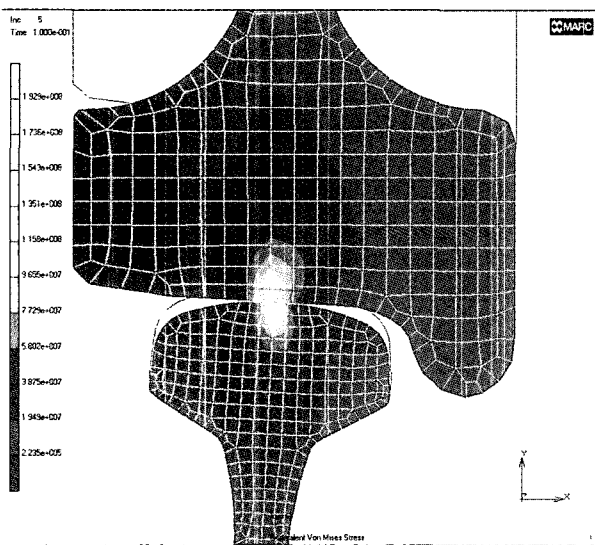 Inc 5
Time 1.000e-001
MARC
1.929e+008
1.736e+008
1.543e+008
1.351e+008
1.158e+008
9.655e+007
7.729e+007
5.802e+007
3.875e+007
1.949e+007
2.235e+005
Y
Z X
Von Mises Stress
1